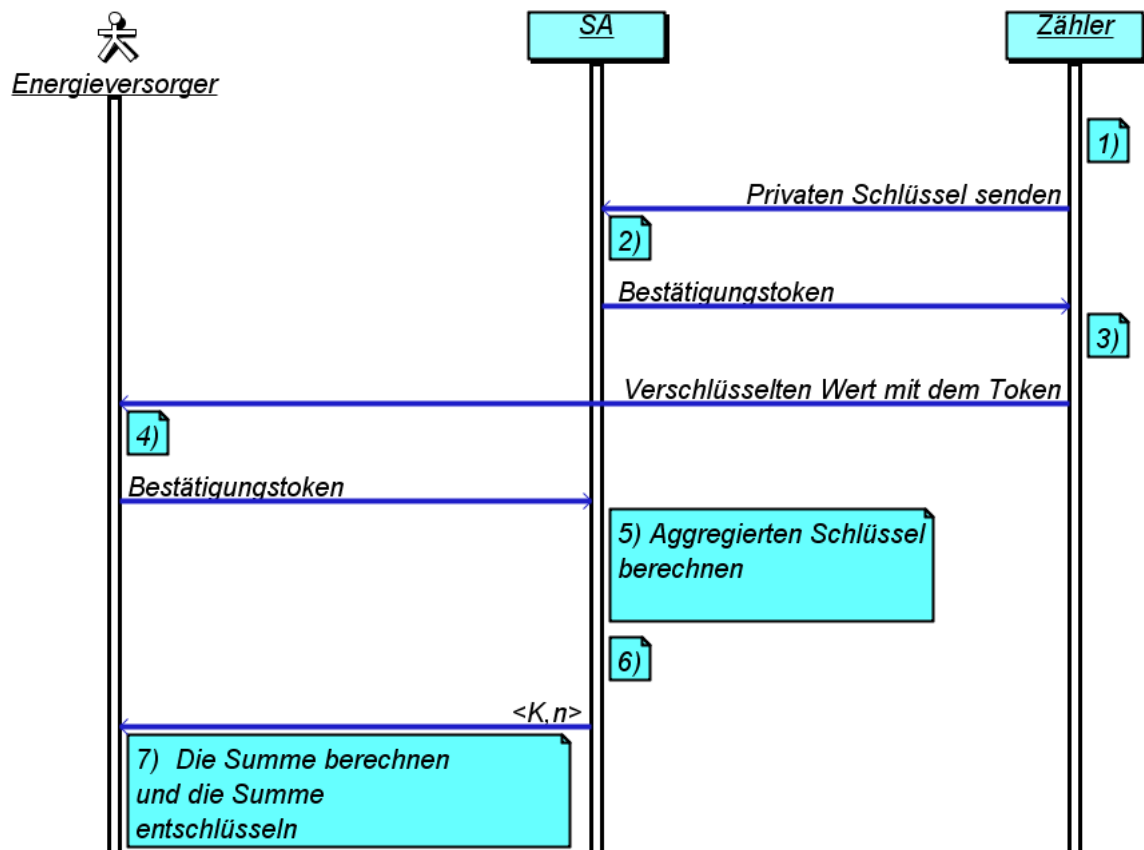 SA
Zähler
Energieversorger
1)
Privaten Schlüssel senden
2)
Bestätigungstoken
3)
Verschlüsselten Wert mit dem Token
4)
Bestätigungstoken
5) Aggregierten Schlüssel
berechnen
6)
<K,n>
7) Die Summe berechnen
und die Summe
entschlüsseln